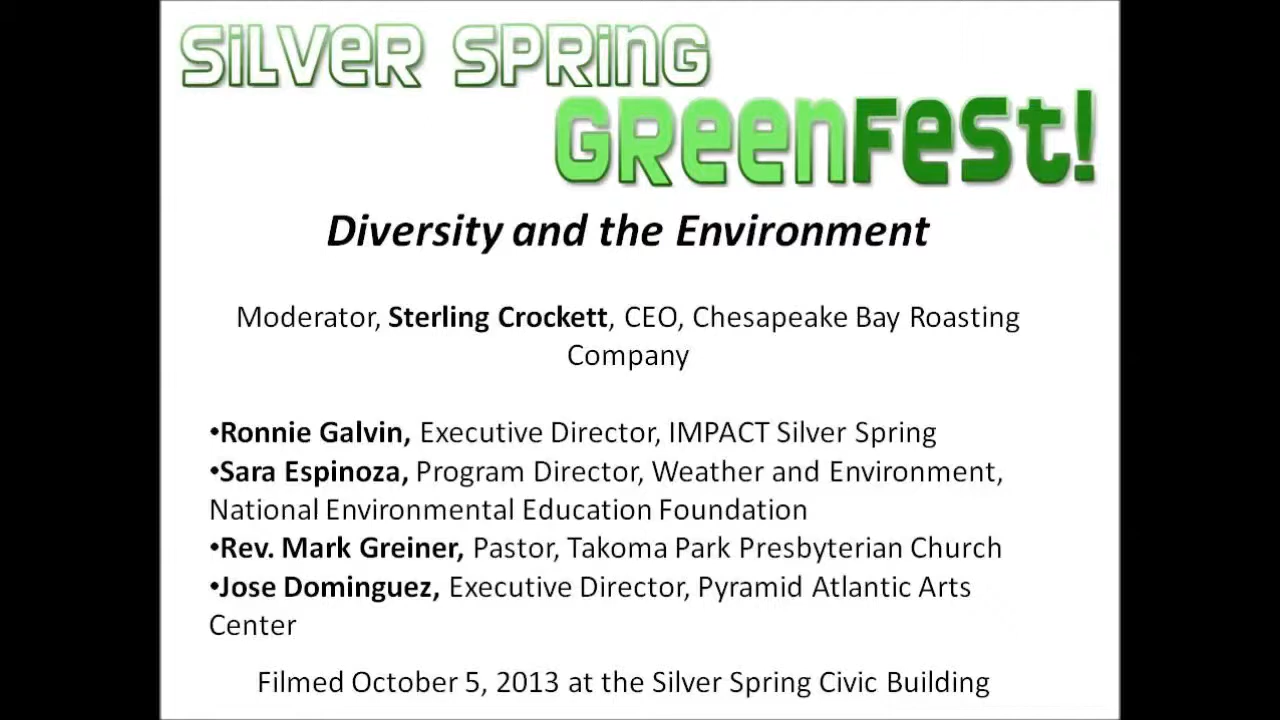 SILVER SPRING
GREENFEST!
Diversity and the Environment
Moderator, Sterling Crockett, CEO, Chesapeake Bay Roasting
Company
•Ronnie Galvin, Executive Director, IMPACT Silver Spring
•Sara Espinoza, Program Director, Weather and Environment,
National Environmental Education Foundation
•Rev. Mark Greiner, Pastor, Takoma Park Presbyterian Church
•Jose Dominguez, Executive Director, Pyramid Atlantic Arts
Center
Filmed October 5, 2013 at the Silver Spring Civic Building